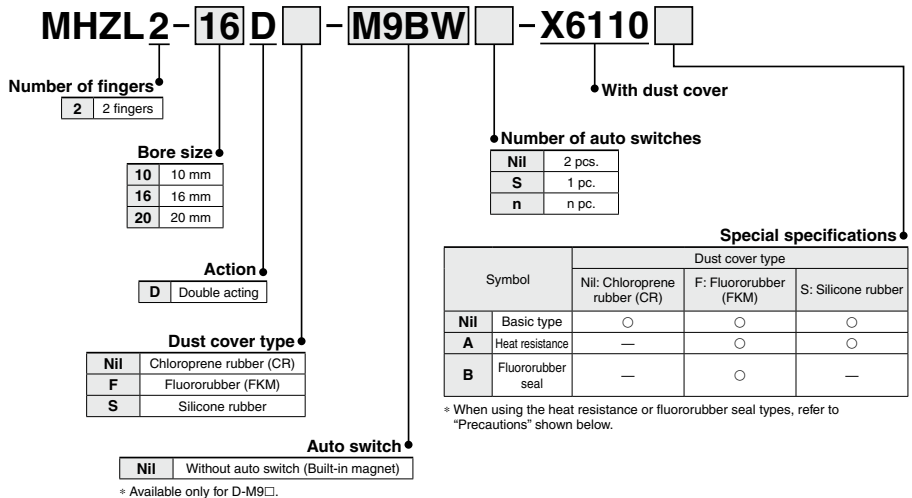 MHZL2-16D□-M9BW□-X6110□
Number of fingers
2 2 fingers
With dust cover
Bore size
10 10 mm
16 16 mm
20 20 mm
Number of auto switches
Nil 2 pcs.
S 1 pc.
n n pc.
Action
D Double acting
Special specifications
Symbol Dust cover type
Nil: Chloroprene rubber (CR) F: Fluororubber (FKM) S: Silicone rubber
Nil Basic type ○ ○ ○
A Heat resistance — ○ ○
B Fluororubber seal — ○ —
* When using the heat resistance or fluororubber seal types, refer to
“Precautions” shown below.
Dust cover type
Nil Chloroprene rubber (CR)
F Fluororubber (FKM)
S Silicone rubber
Auto switch
Nil Without auto switch (Built-in magnet)
* Available only for D-M9□.